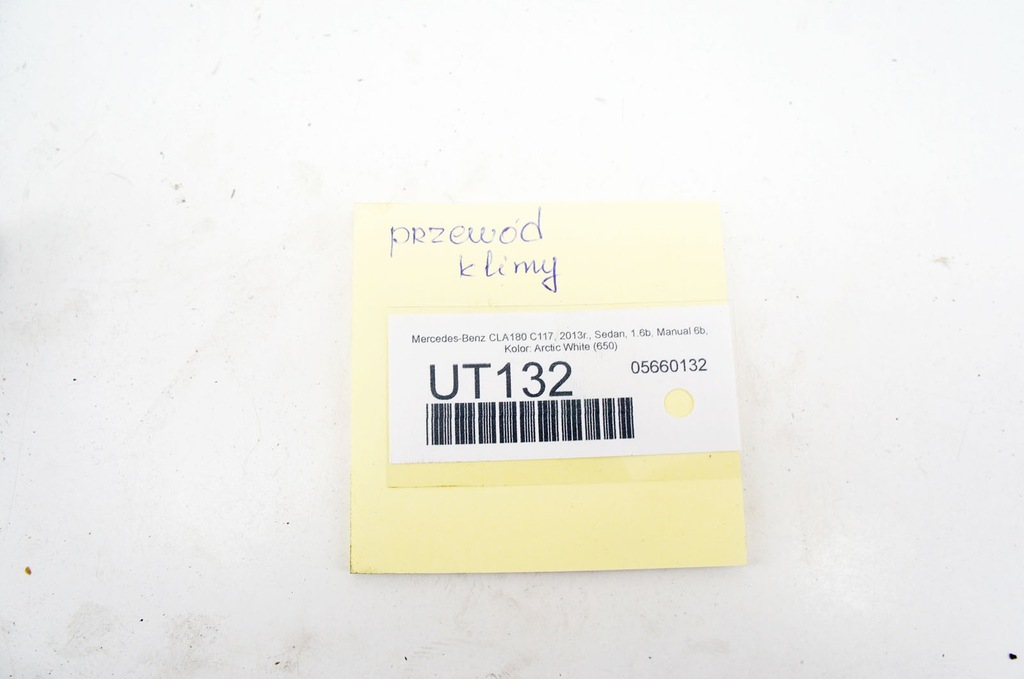 przewód
klimy
Mercedes-Benz CLA180 C117, 2013r., Sedan, 1.6b, Manual 6b,
Kolor: Arctic White (650)
UT132
05660132